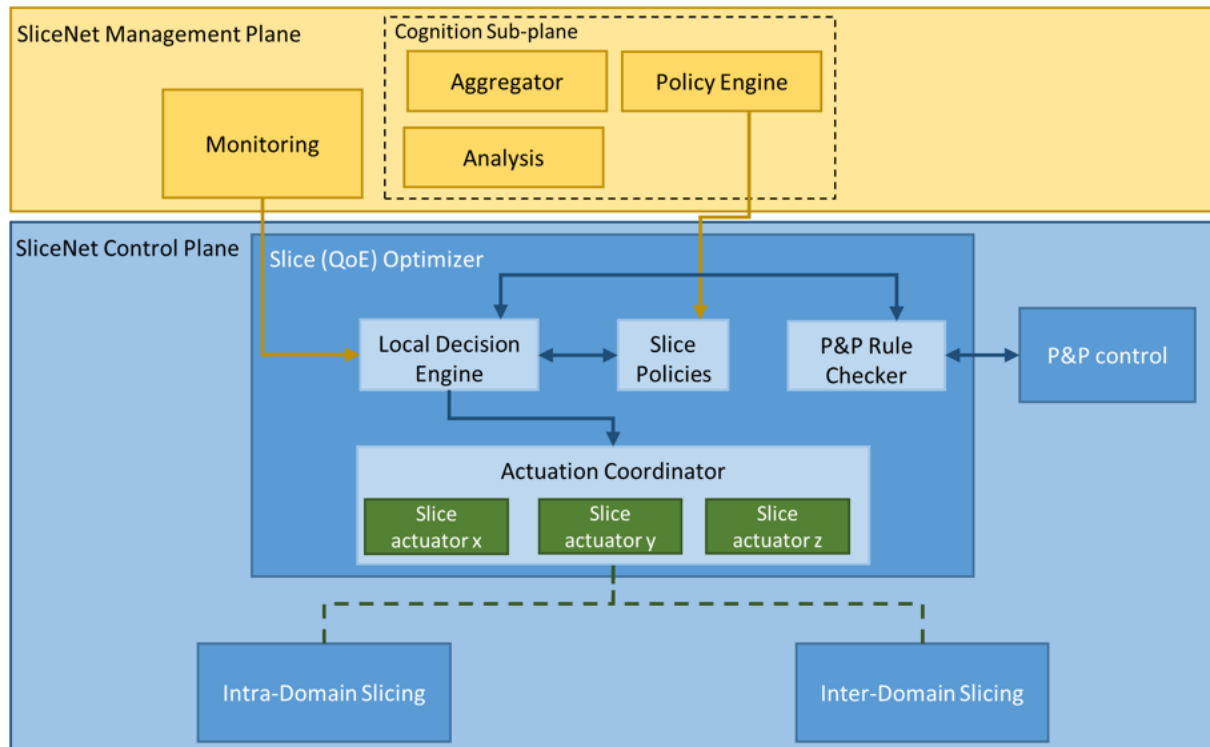 SliceNet Management Plane
Cognition Sub-plane
Aggregator
Policy Engine
Monitoring
Analysis
SliceNet Control Plane
Slice (QoE) Optimizer
Local Decision
Engine
Slice
Policies
P&P Rule
Checker
P&P control
Actuation Coordinator
Slice
actuator x
Slice
actuator y
Slice
actuator z
Intra-Domain Slicing
Inter-Domain Slicing